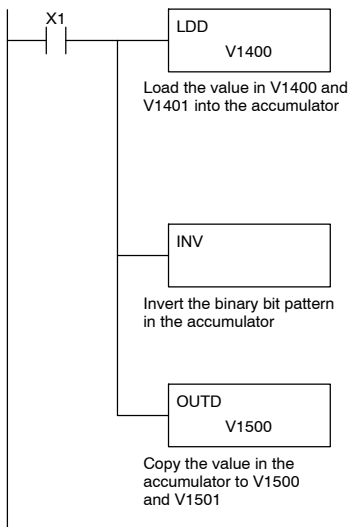 X1
LDD
V1400
Load the value in V1400 and
V1401 into the accumulator
INV
Invert the binary bit pattern
in the accumulator
OUTD
V1500
Copy the value in the
accumulator to V1500
and V1501